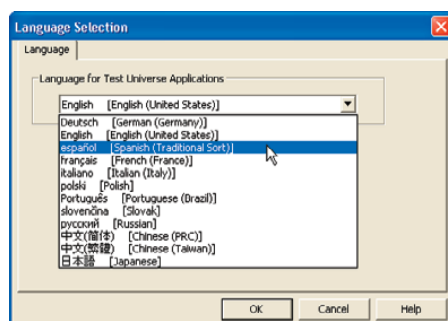 Language Selection
Language
Language for Test Universe Applications
English [English (United States)]
Deutsch [German (Germany)]
English [English (United States)]
español [Spanish (Traditional Sort)]
français [French (France)]
italiano [Italian (Italy)]
polski [Polish]
Português [Portuguese (Brazil)]
slovenčina [Slovak]
русский [Russian]
中文(简体) [Chinese (PRC)]
中文(繁體) [Chinese (Taiwan)]
日本語 [Japanese]
OK Cancel Help